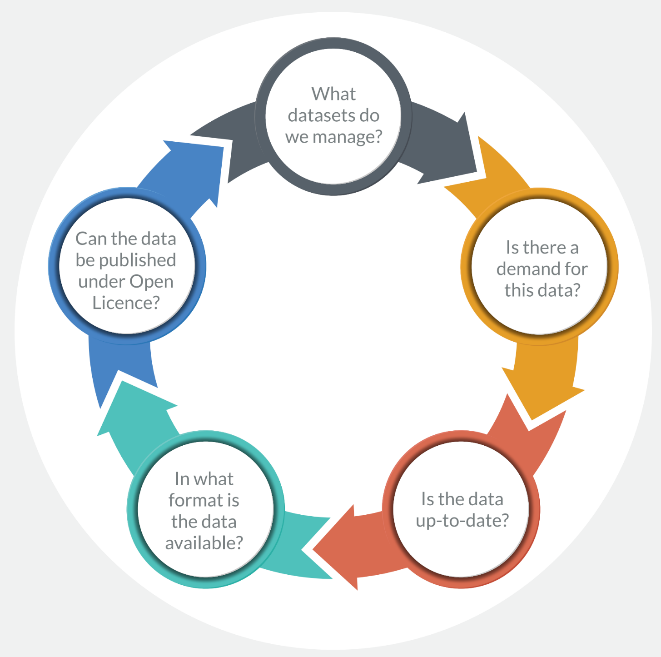 What
datasets do
we manage?
Is there a
demand for
this data?
Is the data
up-to-date?
In what
format is
the data
available?
Can the data
be published
under Open
Licence?